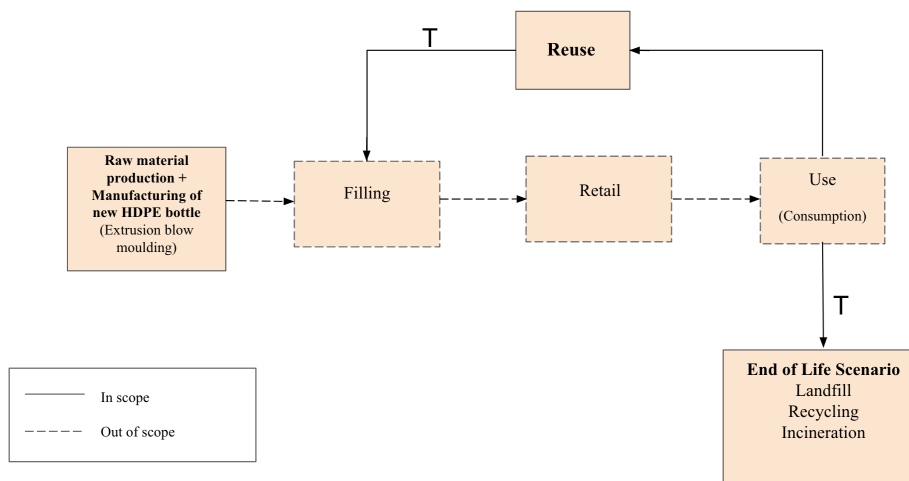 T
Reuse
Raw material
production +
Manufacturing of
new HDPE bottle
(Extrusion blow
moulding)
Filling
Retail
Use
(Consumption)
T
End of Life Scenario
Landfill
Recycling
Incineration
In scope
Out of scope